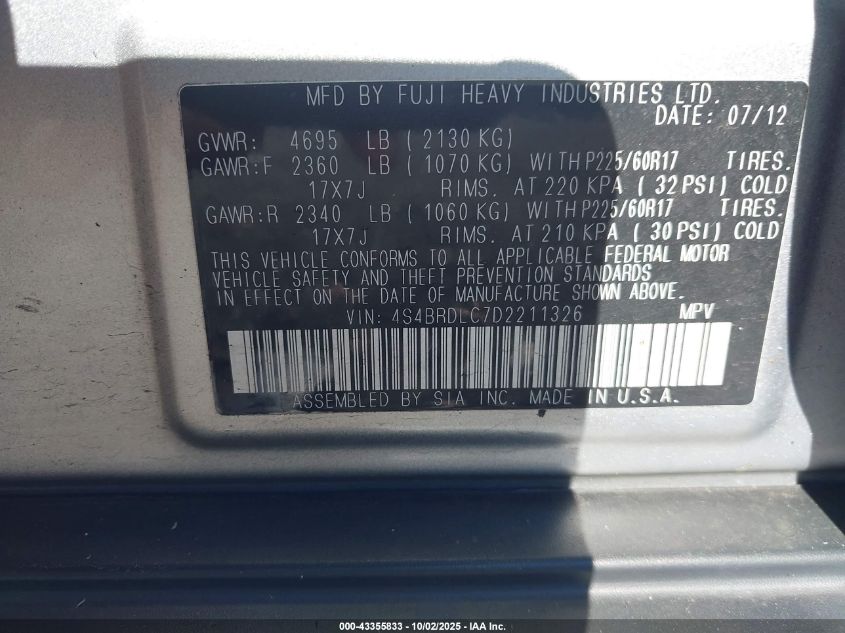 MFD BY FUJI HEAVY INDUSTRIES LTD.
DATE: 07/12
GVWR: 4695 LB ( 2130 KG)
GAWR:F 2360 LB ( 1070 KG) WITH P225/60R17 TIRES.
17X7J RIMS. AT 220 KPA ( 32 PSI) COLD
GAWR:R 2340 LB ( 1060 KG) WITH P225/60R17 TIRES.
17X7J RIMS. AT 210 KPA ( 30 PSI) COLD
THIS VEHICLE CONFORMS TO ALL APPLICABLE FEDERAL MOTOR
VEHICLE SAFETY AND THEFT PREVENTION STANDARDS
IN EFFECT ON THE DATE OF MANUFACTURE SHOWN ABOVE.
VIN: 4S4BRDLC7D2211326 MPV
ASSEMBLED BY SIA INC. MADE IN U.S.A.
000-43355833 - 10/02/2025 - IAA Inc.